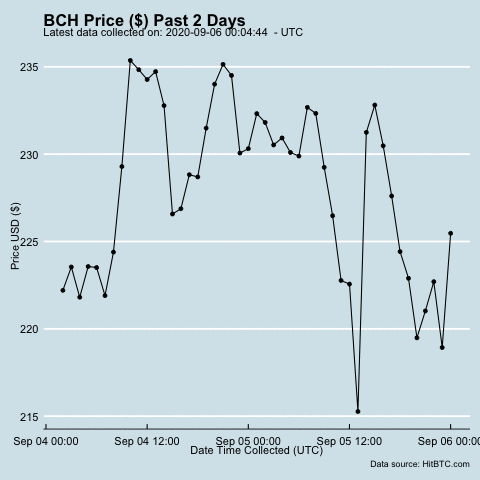 BCH Price ($) Past 2 Days
Latest data collected on: 2020-09-06 00:04:44 - UTC
Price USD ($)
235
230
225
220
215
Sep 04 00:00 Sep 04 12:00 Sep 05 00:00 Sep 05 12:00 Sep 06 00:00
Date Time Collected (UTC)
Data source: HitBTC.com